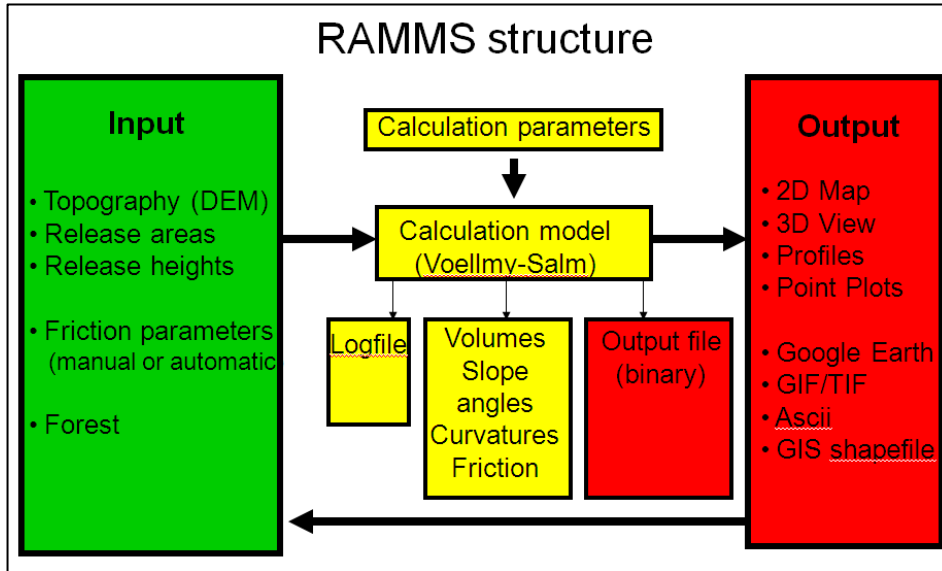 RAMMS structure
Input
• Topography (DEM)
• Release areas
• Release heights
• Friction parameters
(manual or automatic
• Forest
Calculation parameters
Calculation model
(Voellmy-Salm)
Logfile
Volumes
Slope
angles
Curvatures
Friction
Output file
(binary)
Output
• 2D Map
• 3D View
• Profiles
• Point Plots
• Google Earth
• GIF/TIF
• Ascii
• GIS shapefile